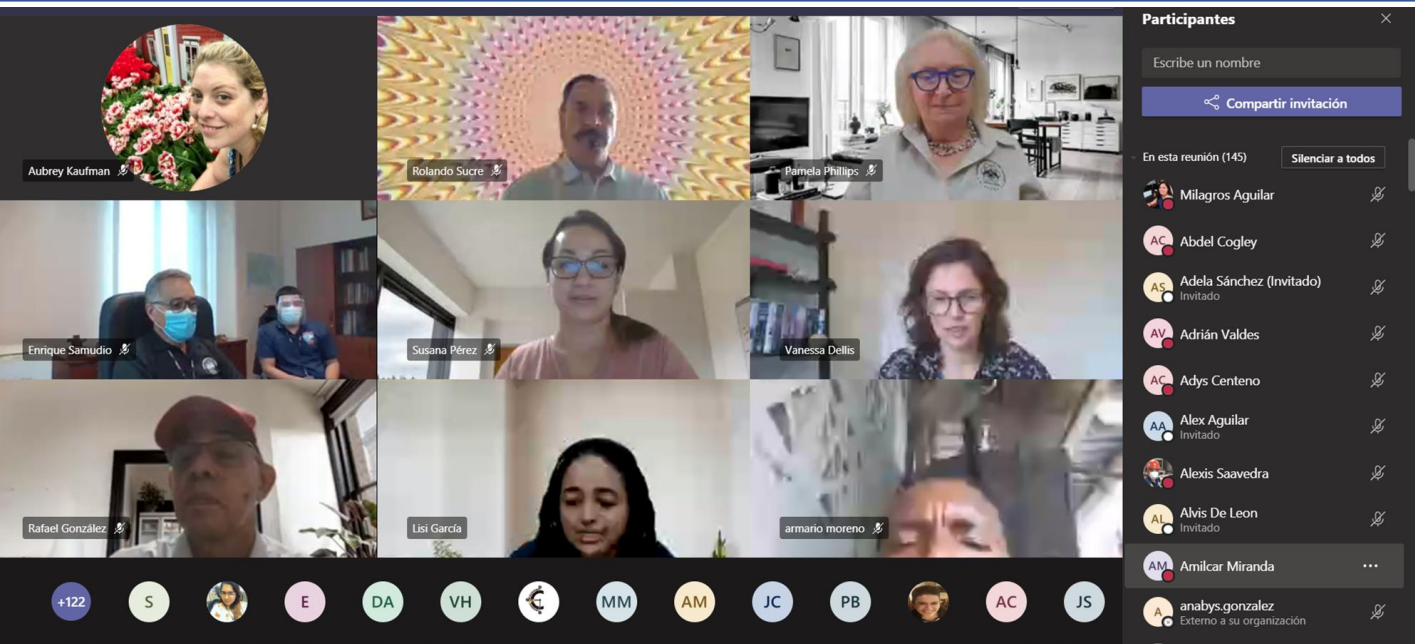 Aubrey Kaufman
Rolando Sucre
Pamela Phillips
Enrique Samudio
Susana Pérez
Vanessa Dellis
Rafael González
Lisi García
armario moreno
+122
S
E
DA
VH
MM
AM
JC
PB
AC
JS
Participantes
Escribe un nombre
Compartir invitación
En esta reunión (145)
Silenciar a todos
Milagros Aguilar
AC
Abdel Cogley
AS
Adela Sánchez (Invitado)
Invitado
AV
Adrián Valdes
AC
Adys Centeno
AA
Alex Aguilar
Invitado
Alexis Saavedra
AL
Alvis De Leon
Invitado
AM
Amilcar Miranda
A
anabys.gonzalez
Externo a su organización